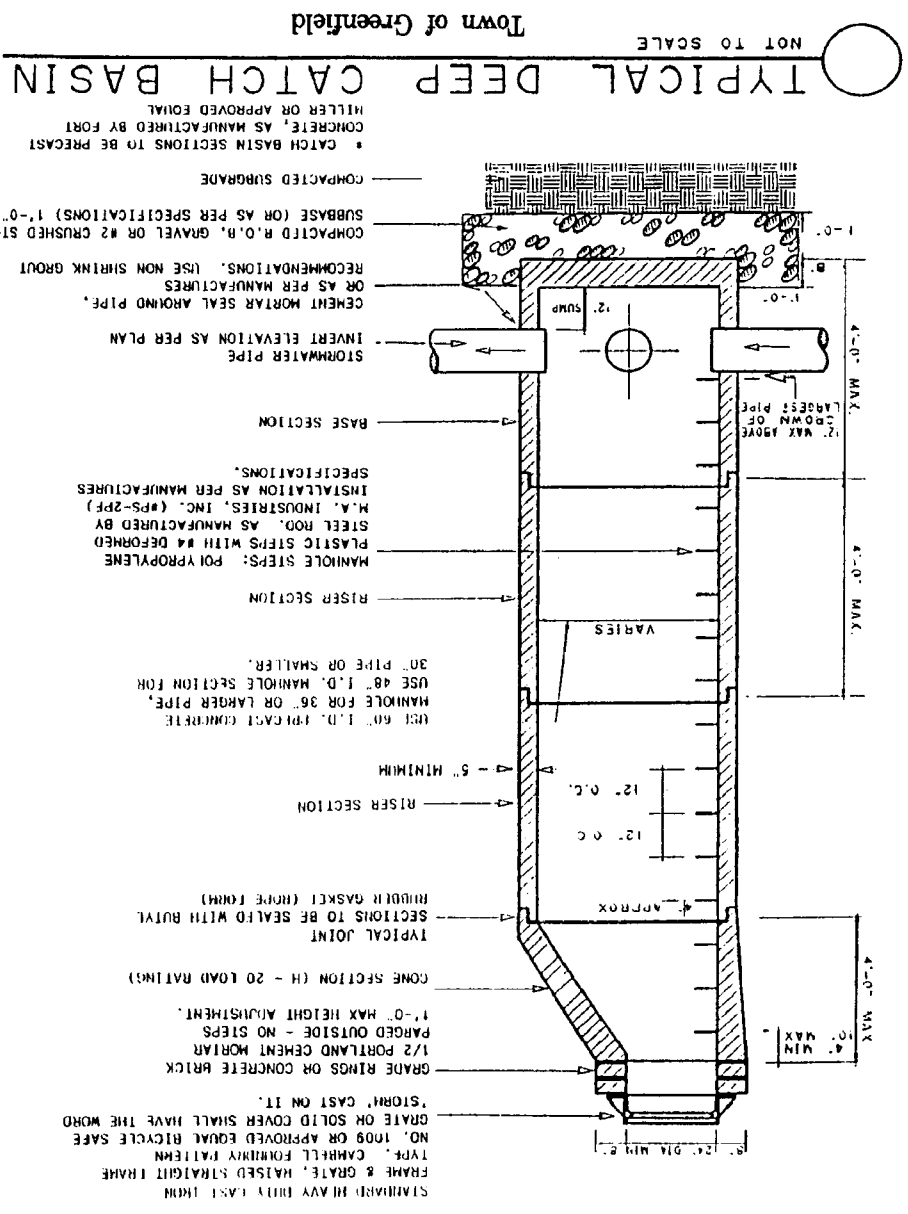 8" 24" DIA MIN 8"
STANDARD HEAVY DUTY CAST IRON
FRAME & GRATE, RAISED STRAIGHT FRAME
TYPE. CAMBELL FOUNDRY PATTERN
NO. 1009 OR APPROVED EQUAL BICYCLE SAFE
GRATE OR SOLID COVER SHALL HAVE THE WORD
'STORM' CAST ON IT.
GRADE RINGS OR CONCRETE BRICK
1/2 PORTLAND CEMENT MORTAR
PARGED OUTSIDE - NO STEPS
1'-0" MAX HEIGHT ADJUSTMENT.
4" MIN
10" MAX
4'-0" MAX
CONE SECTION (H - 20 LOAD RATING)
TYPICAL JOINT
SECTIONS TO BE SEALED WITH BUTYL
RUBBER GASKET (ROPE FORM)
4" APPROX
12" O.C
12" O.C.
RISER SECTION
5" MINIMUM
USE 60" I.D. PRECAST CONCRETE
MANHOLE FOR 36" OR LARGER PIPE,
USE 48" I.D. MANHOLE SECTION FOR
30" PIPE OR SMALLER.
VARIES
RISER SECTION
4'-0" MAX.
MANHOLE STEPS: POLYPROPYLENE
PLASTIC STEPS WITH #4 DEFORMED
STEEL ROD. AS MANUFACTURED BY
M.A. INDUSTRIES, INC. (#PS-2PF)
INSTALLATION AS PER MANUFACTURES
SPECIFICATIONS.
BASE SECTION
12" MAX ABOVE
CROWN OF
LARGEST PIPE
4'-0" MAX.
STORMWATER PIPE
INVERT ELEVATION AS PER PLAN
12" SUMP
CEMENT MORTAR SEAL AROUND PIPE,
OR AS PER MANUFACTURES
RECOMMENDATIONS. USE NON SHRINK GROUT
1'-0"
8"
1'-0"
COMPACTED R.O.B. GRAVEL OR #2 CRUSHED ST
SUBBASE (OR AS PER SPECIFICATIONS) 1'-0"
COMPACTED SUBGRADE
* CATCH BASIN SECTIONS TO BE PRECAST
CONCRETE, AS MANUFACTURED BY FORT
MILLER OR APPROVED EQUAL
TYPICAL DEEP CATCH BASIN
NOT TO SCALE
Town of Greenfield